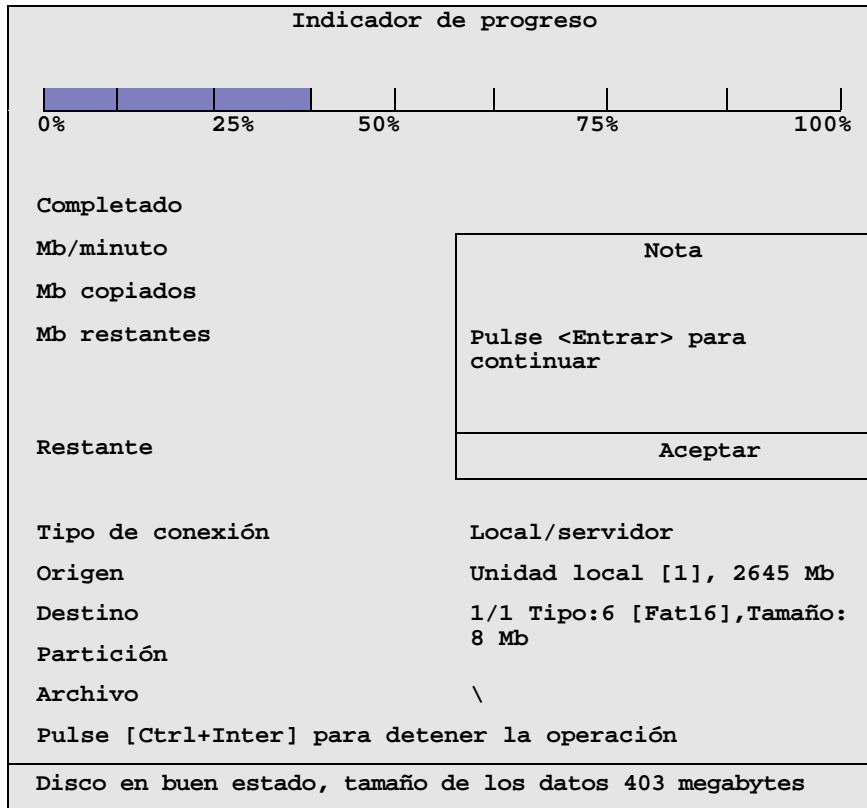 Indicador de progreso
0% 25% 50% 75% 100%
Completado
Mb/minuto
Nota
Mb copiados
Mb restantes
Pulse <Entrar> para
continuar
Restante
Aceptar
Tipo de conexión Local/servidor
Origen Unidad local [1], 2645 Mb
Destino 1/1 Tipo:6 [Fat16],Tamaño:
8 Mb
Partición
Archivo \
Pulse [Ctrl+Inter] para detener la operación
Disco en buen estado, tamaño de los datos 403 megabytes